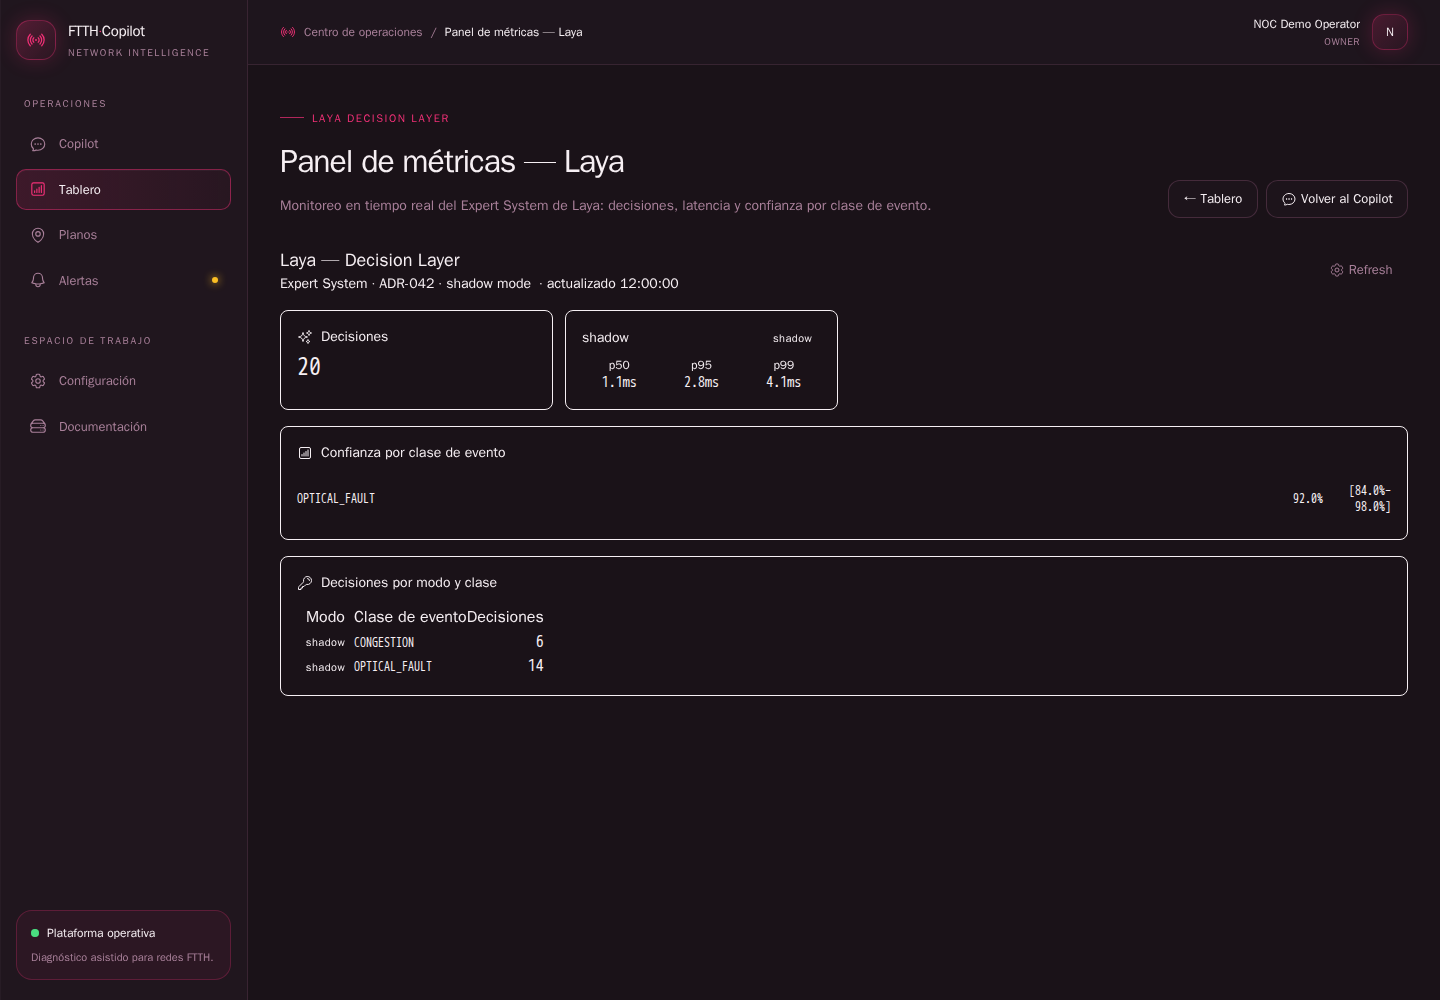 FTTH·Copilot
NETWORK INTELLIGENCE
OPERACIONES
Copilot
Tablero
Planos
Alertas
ESPACIO DE TRABAJO
Configuración
Documentación
Plataforma operativa
Diagnóstico asistido para redes FTTH.
Centro de operaciones / Panel de métricas — Laya
NOC Demo Operator
OWNER
N
LAYA DECISION LAYER
Panel de métricas — Laya
Monitoreo en tiempo real del Expert System de Laya: decisiones, latencia y confianza por clase de evento.
← Tablero
Volver al Copilot
Laya — Decision Layer
Expert System · ADR-042 · shadow mode · actualizado 12:00:00
Refresh
Decisiones
20
shadow shadow
p50 p95 p99
1.1ms 2.8ms 4.1ms
Confianza por clase de evento
OPTICAL_FAULT 92.0% [84.0%–
98.0%]
Decisiones por modo y clase
Modo Clase de evento Decisiones
shadow CONGESTION 6
shadow OPTICAL_FAULT 14